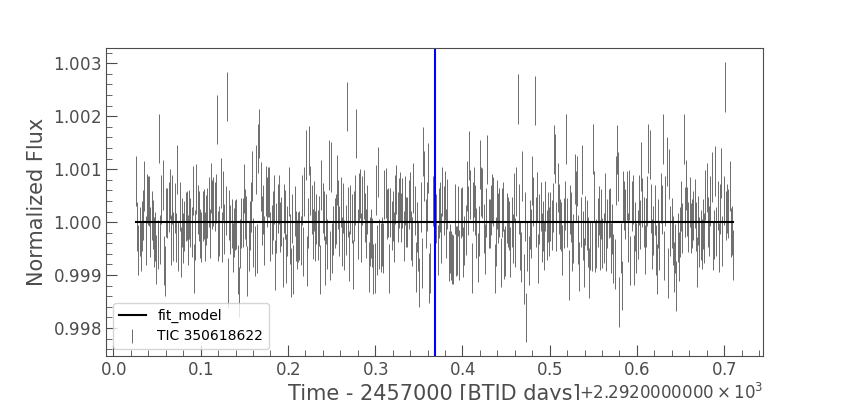 1.003
1.002
1.001
1.000
0.999
0.998
Normalized Flux
fit_model
TIC 350618622
0.0 0.1 0.2 0.3 0.4 0.5 0.6 0.7
Time - 2457000 [BTJD days] +2.2920000000 × 10³